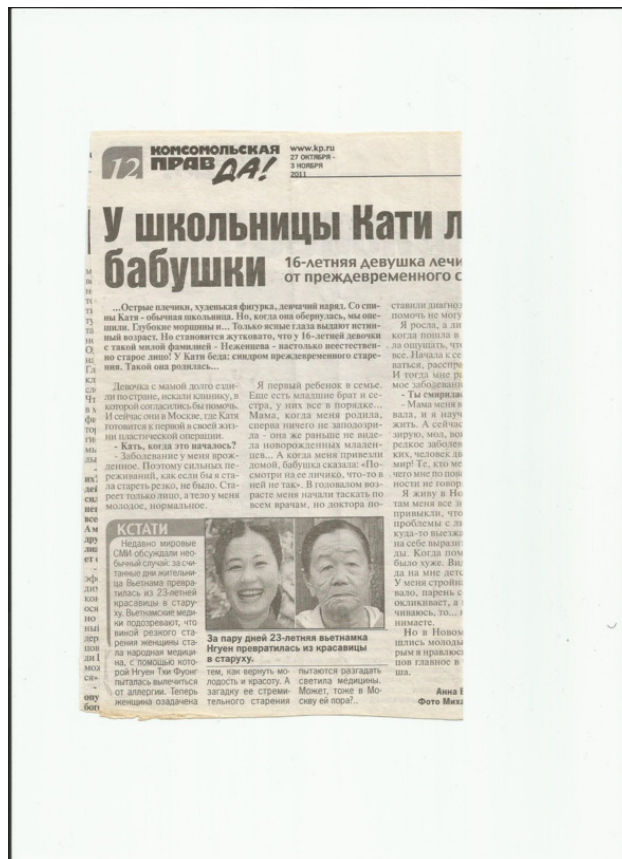 12
КОМСОМОЛЬСКАЯ
ПРАВДА!
www.kp.ru
27 ОКТЯБРЯ -
3 НОЯБРЯ
2011
У школьницы Кати л
бабушки
16-летняя девушка лечи
от преждевременного с
...Острые плечики, худенькая фигурка, девчачий наряд. Со спи-
ны Катя - обычная школьница. Но, когда она обернулась, мы опе-
шили. Глубокие морщины и... Только ясные глаза выдают истин-
ный возраст. Но становится жутковато, что у 16-летней девочки
с такой милой фамилией - Неженцева - настолько неестествен-
но старое лицо! У Кати беда: синдром преждевременного старе-
ния. Такой она родилась...
Девочка с мамой долго езди-
ли по стране, искали клинику, в
которой согласились бы помочь.
И сейчас они в Москве, где Катя
готовится к первой в своей жиз-
ни пластической операции.
- Кать, когда это началось?
- Заболевание у меня врож-
денное. Поэтому сильных пе-
реживаний, как если бы я ста-
ла стареть резко, не было. Ста-
реет только лицо, а тело у меня
молодое, нормальное.
Я первый ребенок в семье.
Еще есть младшие брат и се-
стра, у них все в порядке...
Мама, когда меня родила,
сперва ничего не заподозри-
ла - она же раньше не виде-
ла новорожденных младен-
цев... А когда меня привезли
домой, бабушка сказала: «По-
смотри на ее личико, что-то в
ней не так». В годовалом воз-
расте меня начали таскать по
всем врачам, но доктора по-
ставили диагноз
помочь не могу
Я росла, а ли
когда пошла в
ла ощущать, что
все. Начала к се
ваться, расспра
И тогда мне ра
мое заболевани
- Ты смирила
- Мама меня в
вала, и я науч
жить. А сейчас
зирую, мол, во
редкое заболев
ких, человек д
мир! Те, кто ме
чего мне по пово
ности не говор
Я живу в Но
там меня все з
привыкли, что
проблемы с л
куда-то выезжа
на себе вырази
ды. Когда пом
было хуже. Ви
да на мне детс
У меня стройна
вало, парень с
окликивает, а
чиваюсь, то...
нимаете.
Но в Новом
шлись молоды
рым я нравлюс
пов главное в
ша.
Анна В
Фото Миха
КСТАТИ
Недавно мировые
СМИ обсуждали нео-
бычный случай: за счи-
танные дни жительни-
ца Вьетнама превра-
тилась из 23-летней
красавицы в стару-
ху. Вьетнамские меди-
ки подозревают, что
виной резкого ста-
рения женщины ста-
ла народная медици-
на, с помощью кото-
рой Нгуен Тхи Фуонг
пыталась вылечиться
от аллергии. Теперь
женщина озадачена
За пару дней 23-летняя вьетнамка
Нгуен превратилась из красавицы
в старуху.
тем, как вернуть мо-
лодость и красоту. А
загадку ее стреми-
тельного старения
пытаются разгадать
светила медицины.
Может, тоже в Мо-
скву ей пора?..